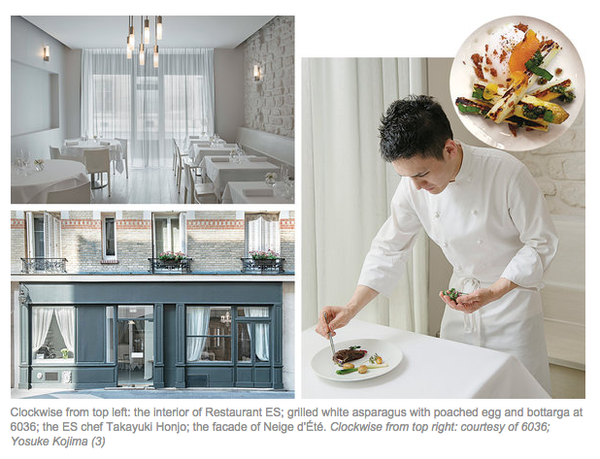 Clockwise from top left: the interior of Restaurant ES; grilled white asparagus with poached egg and bottarga at
6036; the ES chef Takayuki Honjo; the facade of Neige d'Été. Clockwise from top right: courtesy of 6036;
Yosuke Kojima (3)